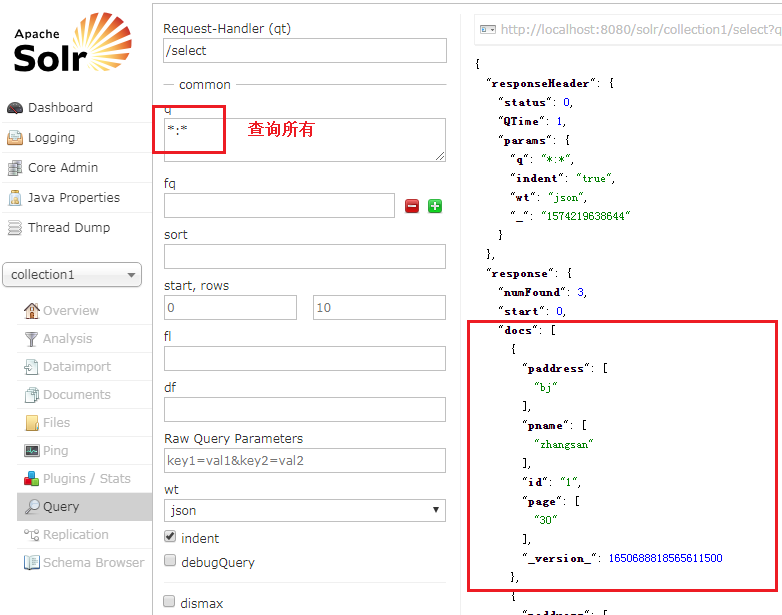 Apache
Solr
Dashboard
Logging
Core Admin
Java Properties
Thread Dump
collection1
Overview
Analysis
Dataimport
Documents
Files
Ping
Plugins / Stats
Query
Replication
Schema Browser
Request-Handler (qt)
/select
common
q
*:*
查询所有
fq
sort
start, rows
0
10
fl
df
Raw Query Parameters
key1=val1&key2=val2
wt
json
indent
debugQuery
dismax
http://localhost:8080/solr/collection1/select?q
{
"responseHeader": {
"status": 0,
"QTime": 1,
"params": {
"q": "*:*",
"indent": "true",
"wt": "json",
"_": "1574219638644"
}
},
"response": {
"numFound": 3,
"start": 0,
"docs": [
{
"paddress": [
"bj"
],
"pname": [
"zhangsan"
],
"id": "1",
"page": [
"30"
],
"_version_": 1650688818565611500
},
{